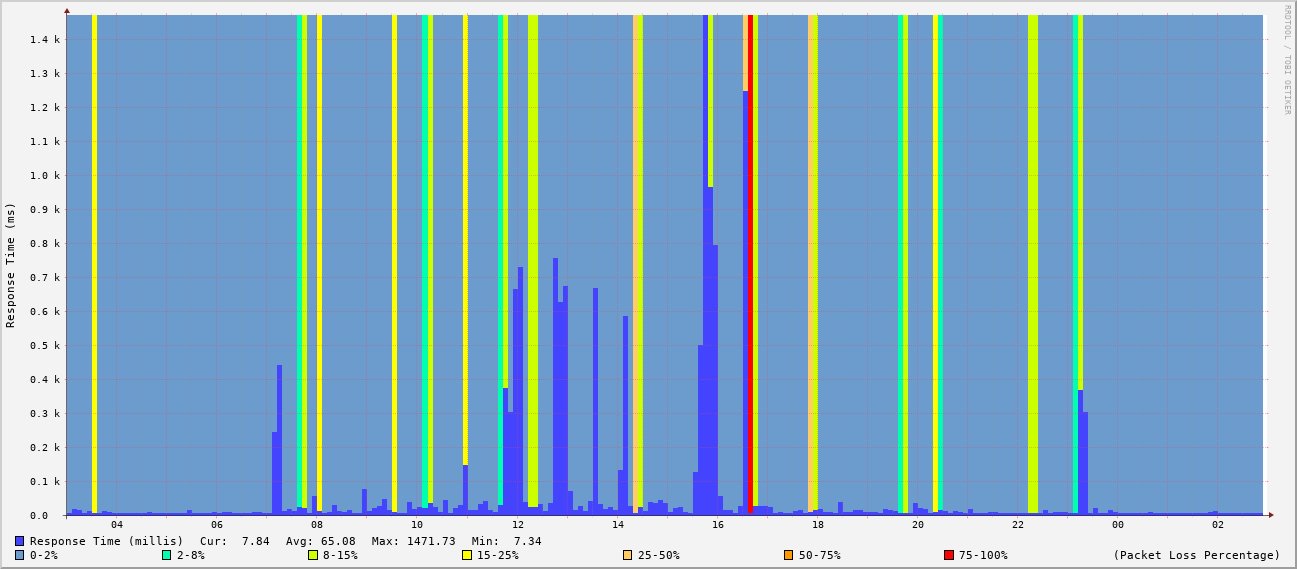 RRDTOOL / TOBI OETIKER
Response Time (ms)
1.4 k
1.3 k
1.2 k
1.1 k
1.0 k
0.9 k
0.8 k
0.7 k
0.6 k
0.5 k
0.4 k
0.3 k
0.2 k
0.1 k
0.0
04 06 08 10 12 14 16 18 20 22 00 02
Response Time (millis) Cur: 7.84 Avg: 65.08 Max: 1471.73 Min: 7.34
0-2% 2-8% 8-15% 15-25% 25-50% 50-75% 75-100% (Packet Loss Percentage)